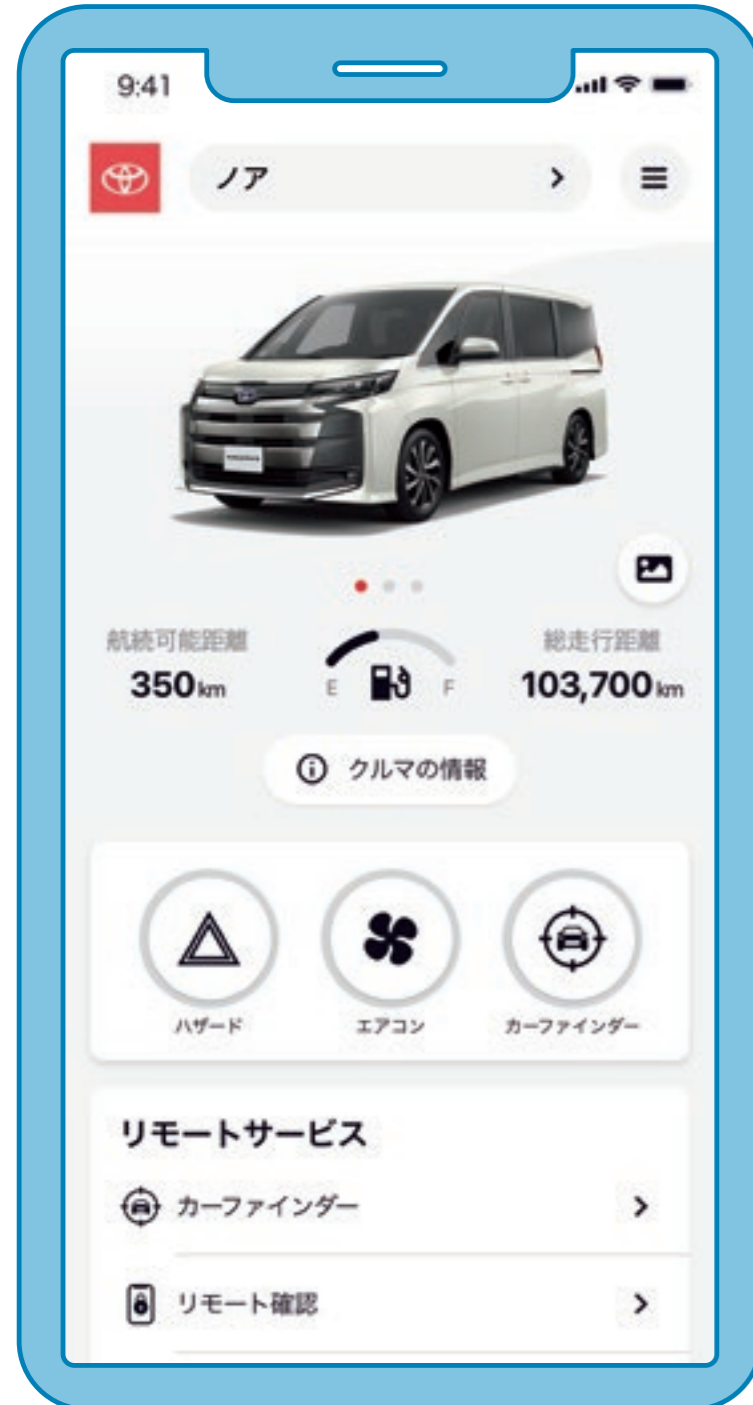 9:41
ノア
航続可能距離
総走行距離
350km
E
F
103,700km
クルマの情報
ハザード
エアコン
カーファインダー
リモートサービス
カーファインダー
リモート確認